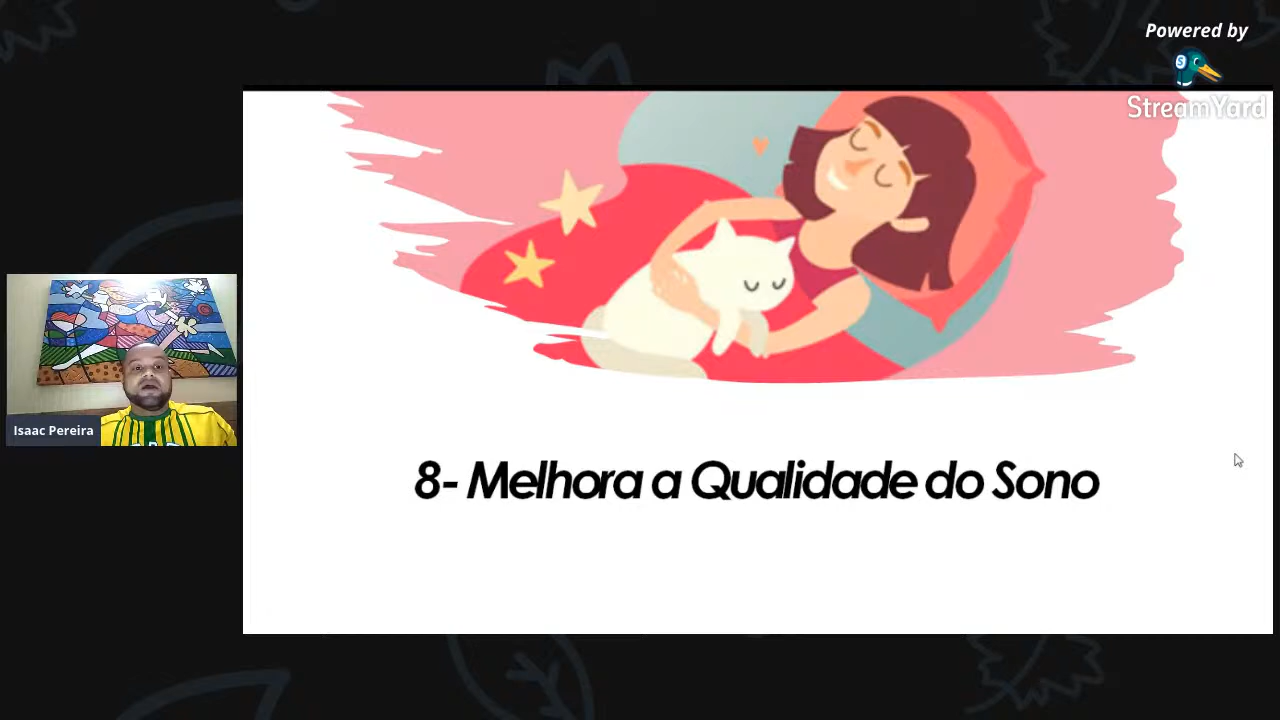 Powered by
StreamYard
Isaac Pereira
8- Melhora a Qualidade do Sono